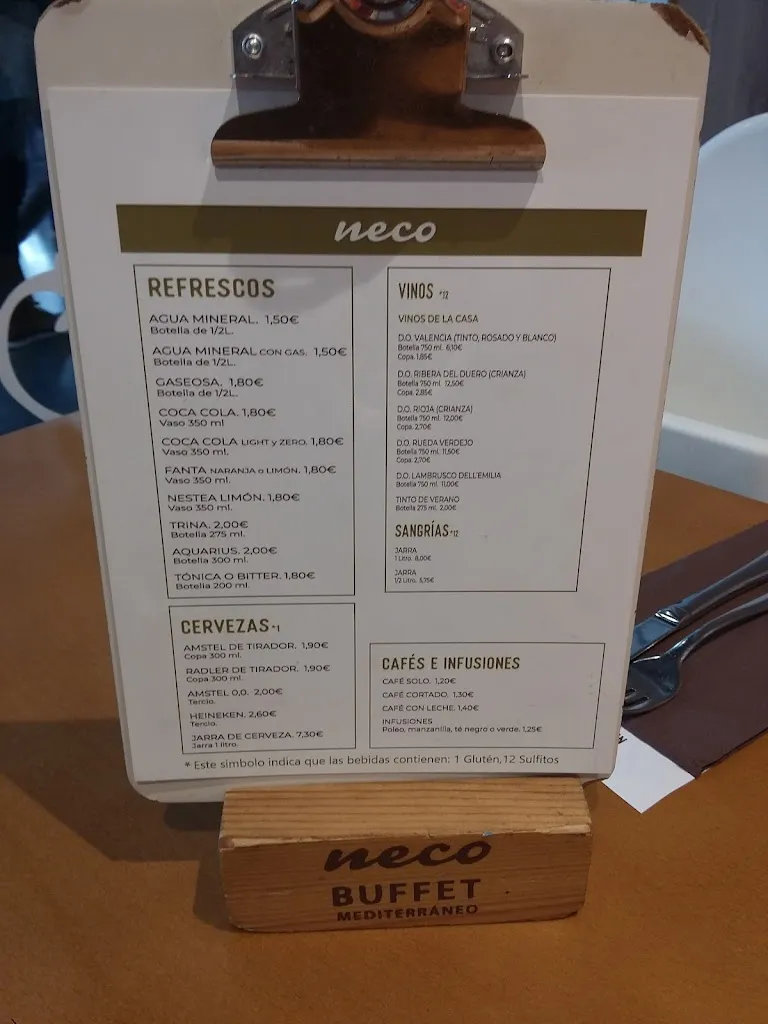 neco
REFRESCOS
AGUA MINERAL. 1,50€
Botella de 1/2L.
AGUA MINERAL CON GAS. 1,50€
Botella de 1/2L.
GASEOSA. 1,80€
Botella de 1/2L.
COCA COLA. 1,80€
Vaso 350 ml
COCA COLA LIGHT y ZERO. 1,80€
Vaso 350 ml.
FANTA NARANJA o LIMÓN. 1,80€
Vaso 350 ml.
NESTEA LIMÓN. 1,80€
Vaso 350 ml.
TRINA. 2,00€
Botella 275 ml.
AQUARIUS. 2,00€
Botella 300 ml.
TÓNICA O BITTER. 1,80€
Botella 200 ml.
CERVEZAS *1
AMSTEL DE TIRADOR. 1,90€
Copa 300 ml.
RADLER DE TIRADOR. 1,90€
Copa 300 ml.
AMSTEL 0,0. 2,00€
Tercio.
HEINEKEN. 2,60€
Tercio.
JARRA DE CERVEZA. 7,30€
Jarra 1 litro.
VINOS *12
VINOS DE LA CASA
D.O. VALENCIA (TINTO, ROSADO Y BLANCO)
Botella 750 ml. 6,10€
Copa. 1,85€
D.O. RIBERA DEL DUERO (CRIANZA)
Botella 750 ml. 12,50€
Copa. 2,85€
D.O. RIOJA (CRIANZA)
Botella 750 ml. 12,00€
Copa. 2,70€
D.O. RUEDA VERDEJO
Botella 750 ml. 11,50€
Copa. 2,70€
D.O. LAMBRUSCO DELL'EMILIA
Botella 750 ml. 11,00€
TINTO DE VERANO
Botella 275 ml. 2,00€
SANGRÍAS *12
JARRA
1 Litro. 8,00€
JARRA
1/2 Litro. 5,75€
CAFÉS E INFUSIONES
CAFÉ SOLO. 1,20€
CAFÉ CORTADO. 1,30€
CAFÉ CON LECHE. 1,40€
INFUSIONES
Poleo, manzanilla, té negro o verde. 1,25€
* Este simbolo indica que las bebidas contienen: 1 Glutén, 12 Sulfitos
neco
BUFFET
MEDITERRÁNEO